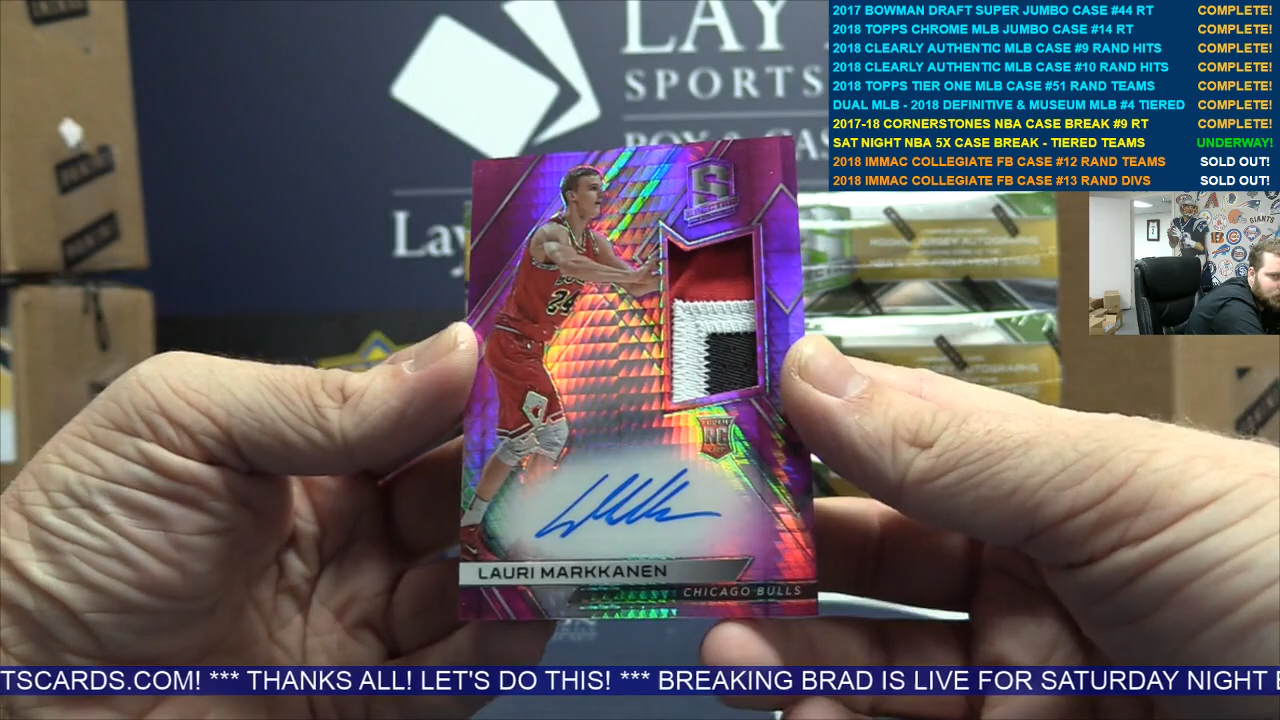 2017 BOWMAN DRAFT SUPER JUMBO CASE #44 RT COMPLETE!
2018 TOPPS CHROME MLB JUMBO CASE #14 RT COMPLETE!
2018 CLEARLY AUTHENTIC MLB CASE #9 RAND HITS COMPLETE!
2018 CLEARLY AUTHENTIC MLB CASE #10 RAND HITS COMPLETE!
2018 TOPPS TIER ONE MLB CASE #51 RAND TEAMS COMPLETE!
DUAL MLB - 2018 DEFINITIVE & MUSEUM MLB #4 TIERED COMPLETE!
2017-18 CORNERSTONES NBA CASE BREAK #9 RT COMPLETE!
SAT NIGHT NBA 5X CASE BREAK - TIERED TEAMS UNDERWAY!
2018 IMMAC COLLEGIATE FB CASE #12 RAND TEAMS SOLD OUT!
2018 IMMAC COLLEGIATE FB CASE #13 RAND DIVS SOLD OUT!
LAY
SPORTS
BOX & CA
Lay
GIANTS
24
RC
LAURI MARKKANEN
CHICAGO BULLS
TSCARDS.COM! *** THANKS ALL! LET'S DO THIS! *** BREAKING BRAD IS LIVE FOR SATURDAY NIGHT